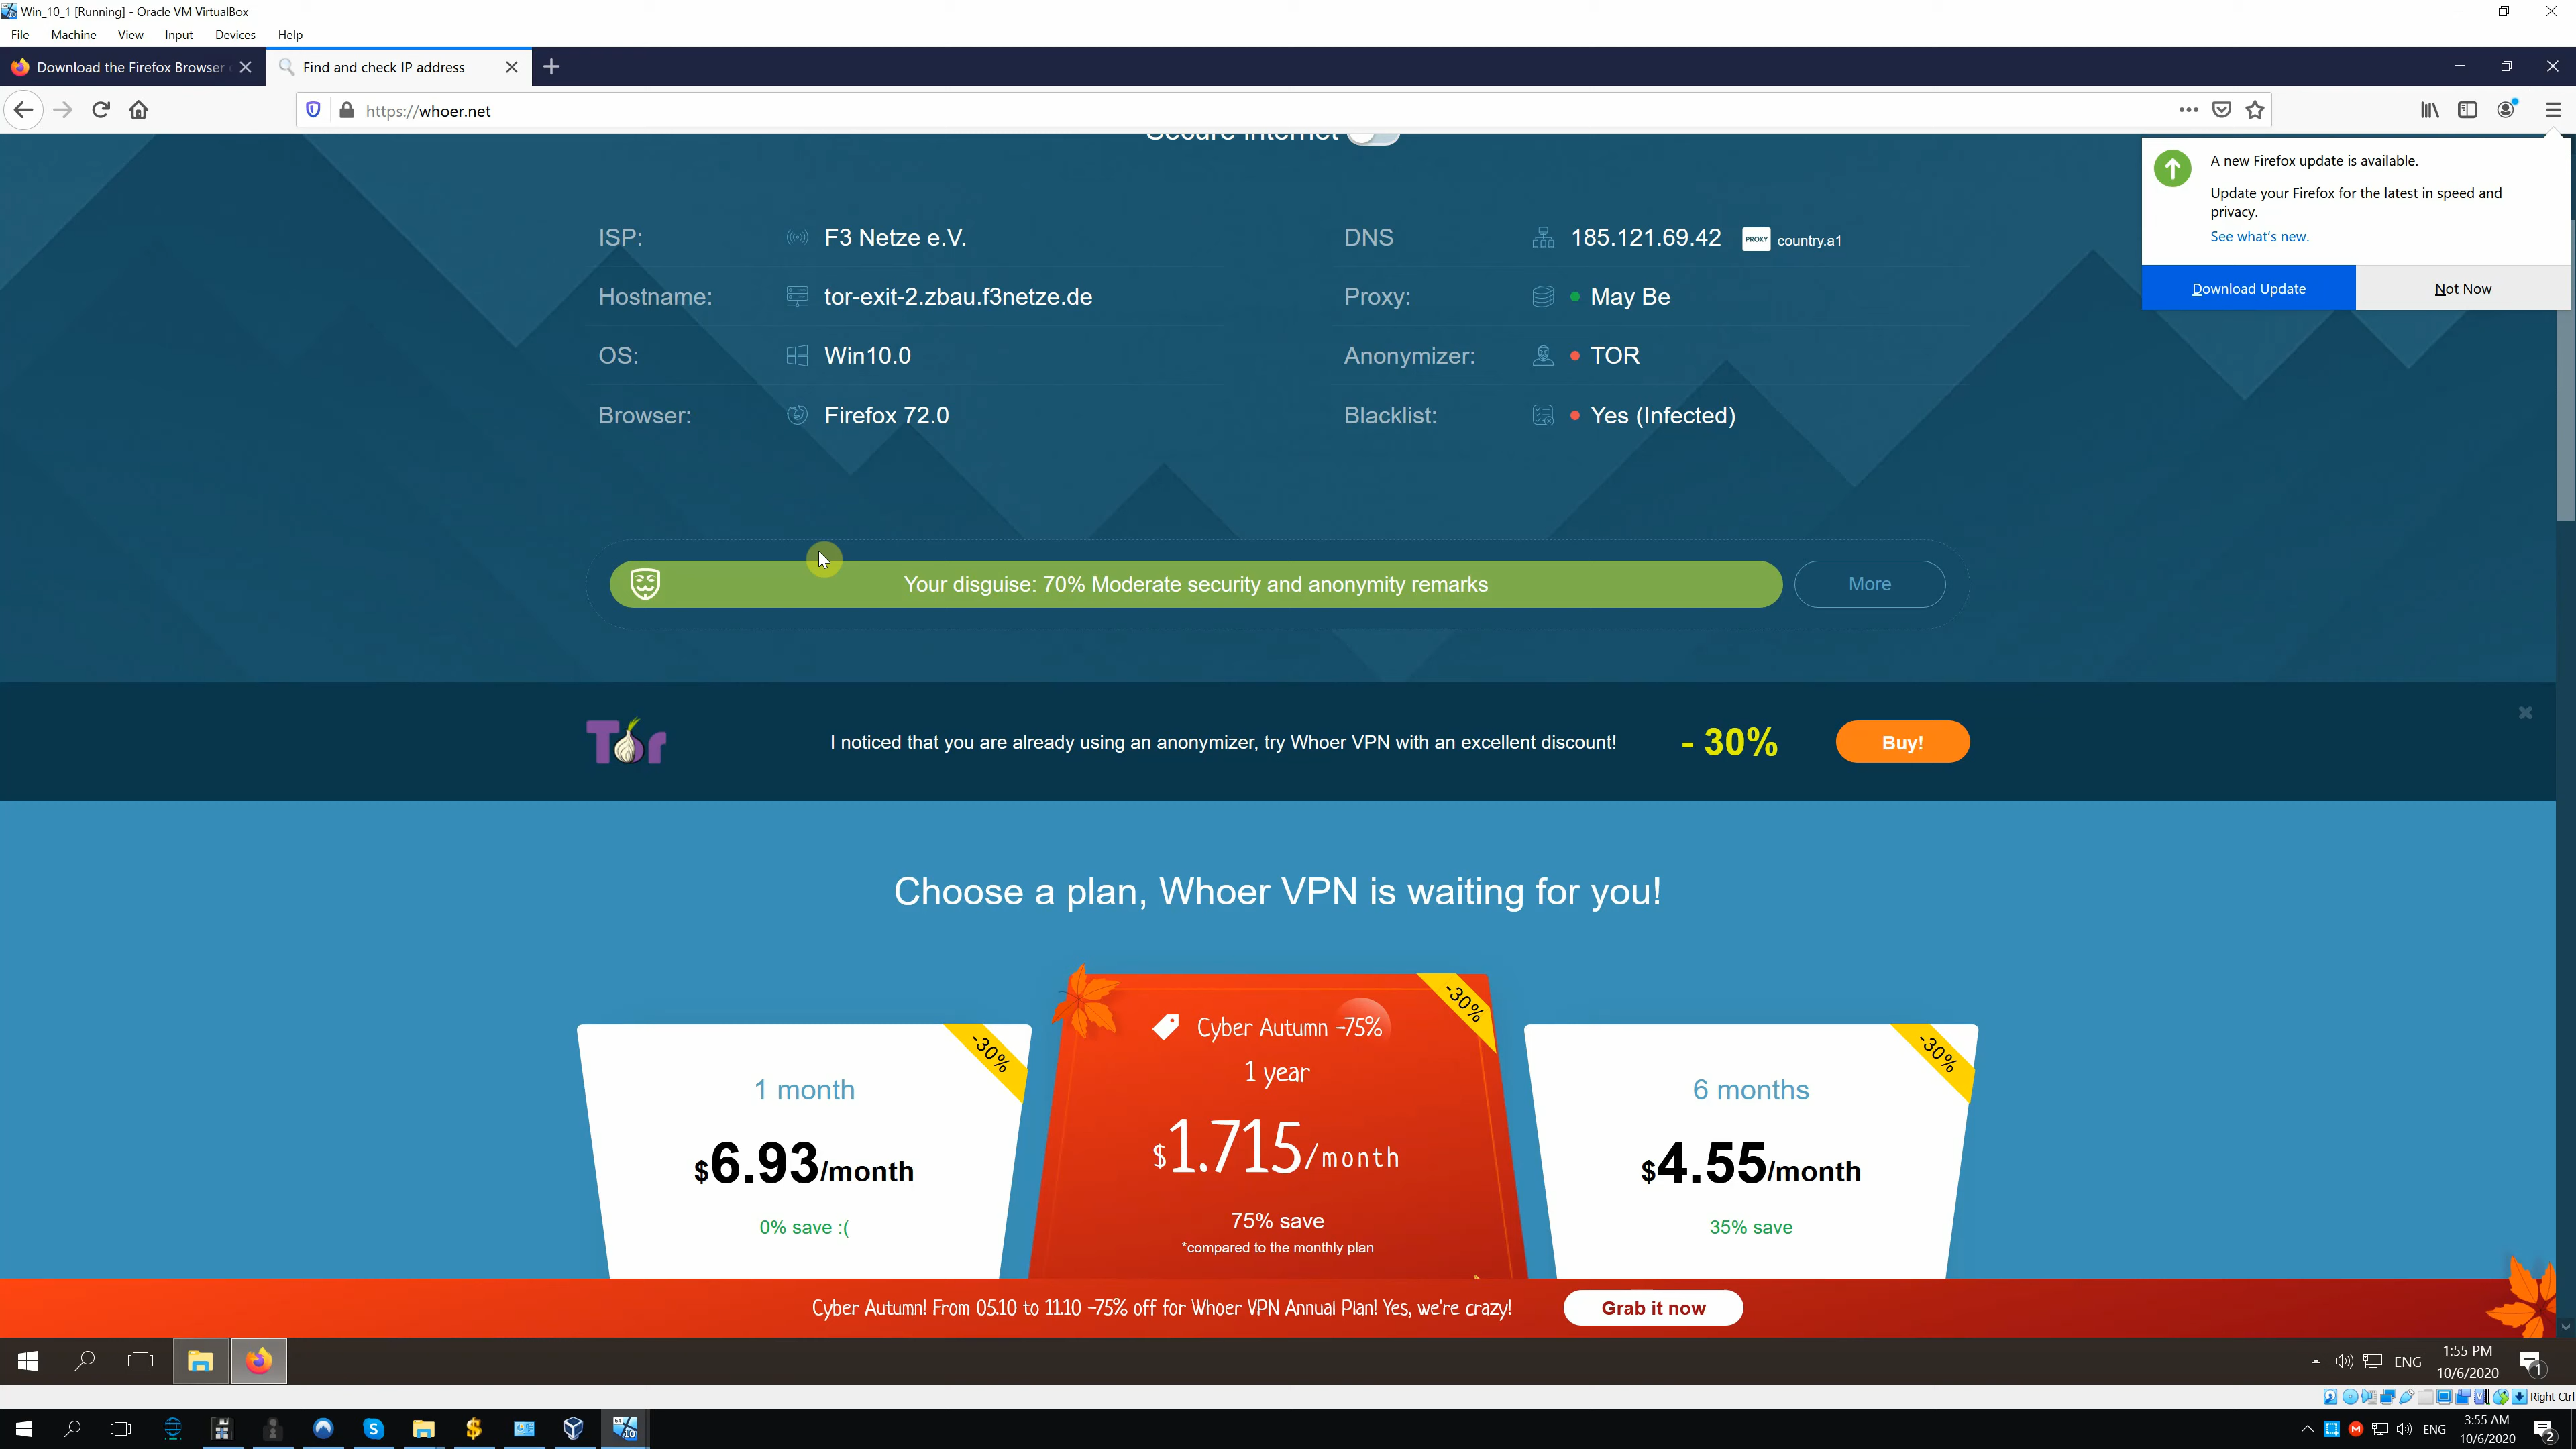 Win_10_1 [Running] - Oracle VM VirtualBox
File Machine View Input Devices Help
Download the Firefox Browser
Find and check IP address
https://whoer.net
A new Firefox update is available.
Update your Firefox for the latest in speed and
privacy.
See what's new.
Download Update
Not Now
Secure Internet
ISP: F3 Netze e.V.
DNS 185.121.69.42 PROXY country.a1
Hostname: tor-exit-2.zbau.f3netze.de
Proxy: May Be
OS: Win10.0
Anonymizer: TOR
Browser: Firefox 72.0
Blacklist: Yes (Infected)
Your disguise: 70% Moderate security and anonymity remarks
More
Tor
I noticed that you are already using an anonymizer, try Whoer VPN with an excellent discount!
- 30%
Buy!
Choose a plan, Whoer VPN is waiting for you!
-30%
1 month
$6.93/month
0% save :(
-30%
Cyber Autumn -75%
1 year
$1.715/month
75% save
*compared to the monthly plan
-30%
6 months
$4.55/month
35% save
Cyber Autumn! From 05.10 to 11.10 -75% off for Whoer VPN Annual Plan! Yes, we're crazy!
Grab it now
ENG
1:55 PM
10/6/2020
1
Right Ctrl
ENG
3:55 AM
10/6/2020
2